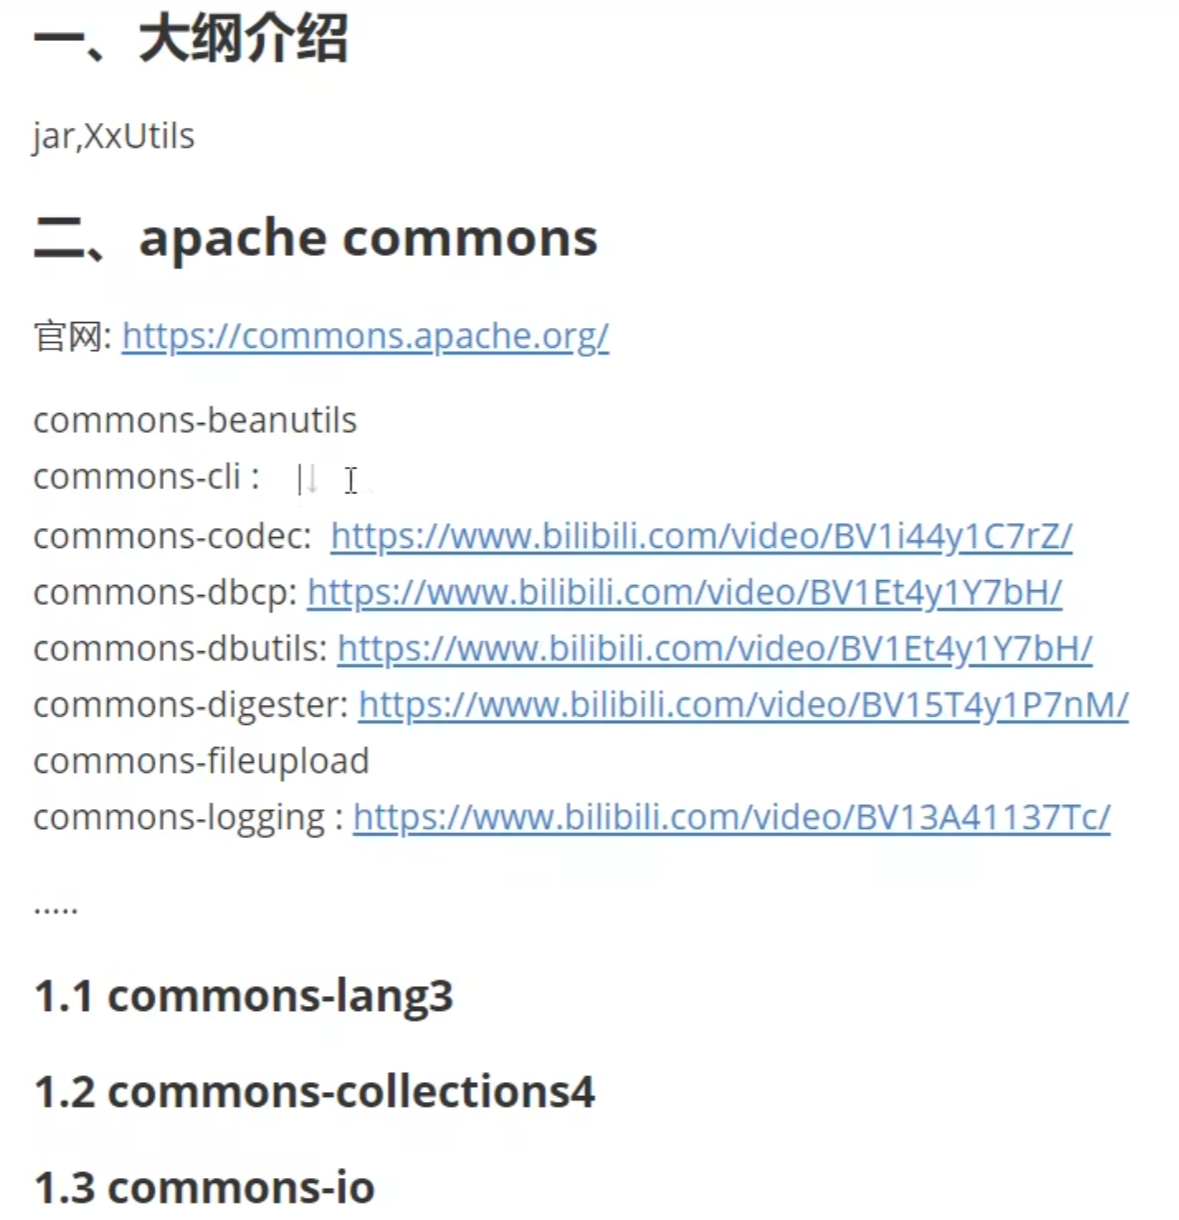 一、大纲介绍
jar,XxUtils
二、apache commons
官网: https://commons.apache.org/
commons-beanutils
commons-cli :
commons-codec: https://www.bilibili.com/video/BV1i44y1C7rZ/
commons-dbcp: https://www.bilibili.com/video/BV1Et4y1Y7bH/
commons-dbutils: https://www.bilibili.com/video/BV1Et4y1Y7bH/
commons-digester: https://www.bilibili.com/video/BV15T4y1P7nM/
commons-fileupload
commons-logging : https://www.bilibili.com/video/BV13A41137Tc/
.....
1.1 commons-lang3
1.2 commons-collections4
1.3 commons-io